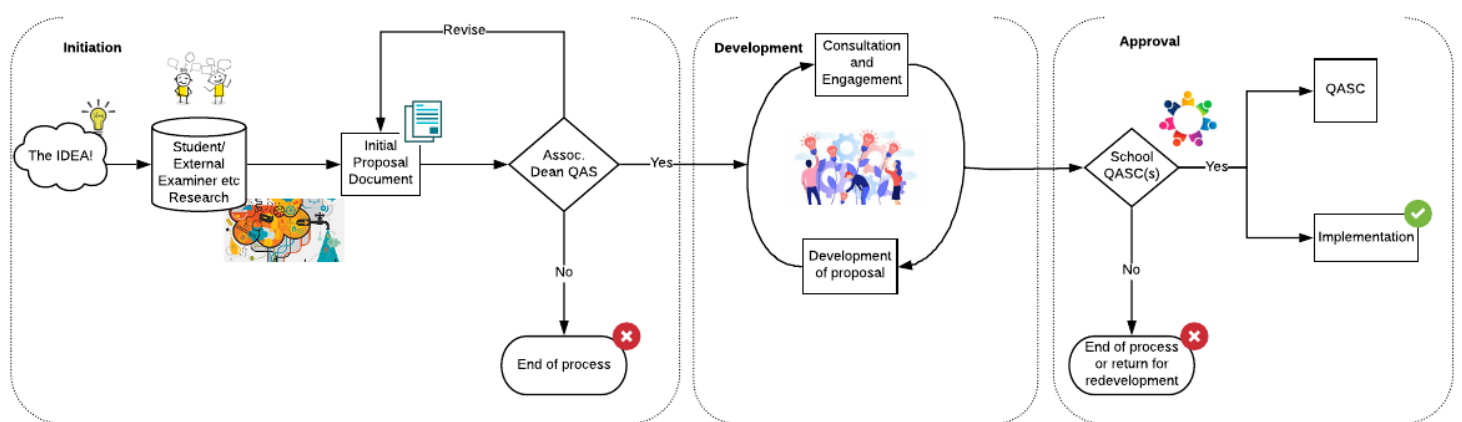 Initiation
The IDEA!
Student/
External
Examiner etc
Research
Initial
Proposal
Document
Revise
Assoc.
Dean QAS
Yes
No
End of process
Development
Consultation
and
Engagement
Development
of proposal
Approval
School
QASC(s)
Yes
No
End of process
or return for
redevelopment
QASC
Implementation